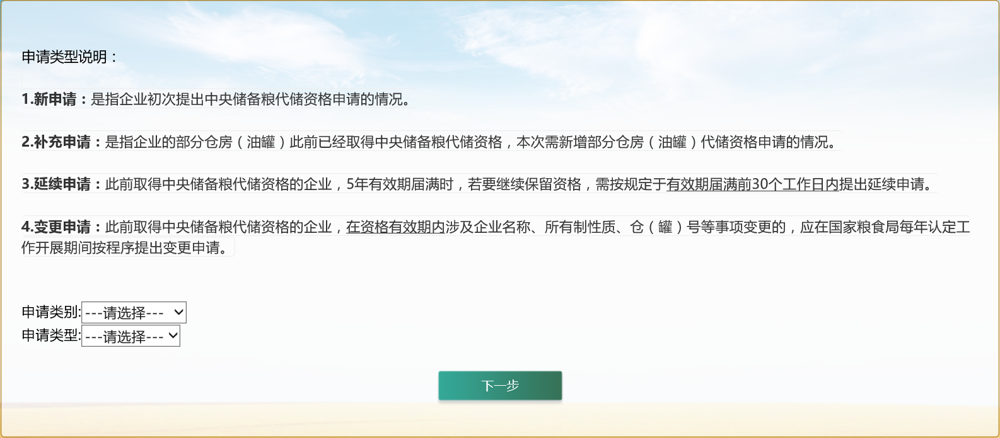 申请类型说明：
1.新申请：是指企业初次提出中央储备粮代储资格申请的情况。
2.补充申请：是指企业的部分仓房（油罐）此前已经取得中央储备粮代储资格，本次需新增部分仓房（油罐）代储资格申请的情况。
3.延续申请：此前取得中央储备粮代储资格的企业，5年有效期届满时，若要继续保留资格，需按规定于有效期届满前30个工作日内提出延续申请。
4.变更申请：此前取得中央储备粮代储资格的企业，在资格有效期内涉及企业名称、所有制性质、仓（罐）号等事项变更的，应在国家粮食局每年认定工
作开展期间按程序提出变更申请。
申请类别:---请选择---
申请类型:---请选择---
下一步